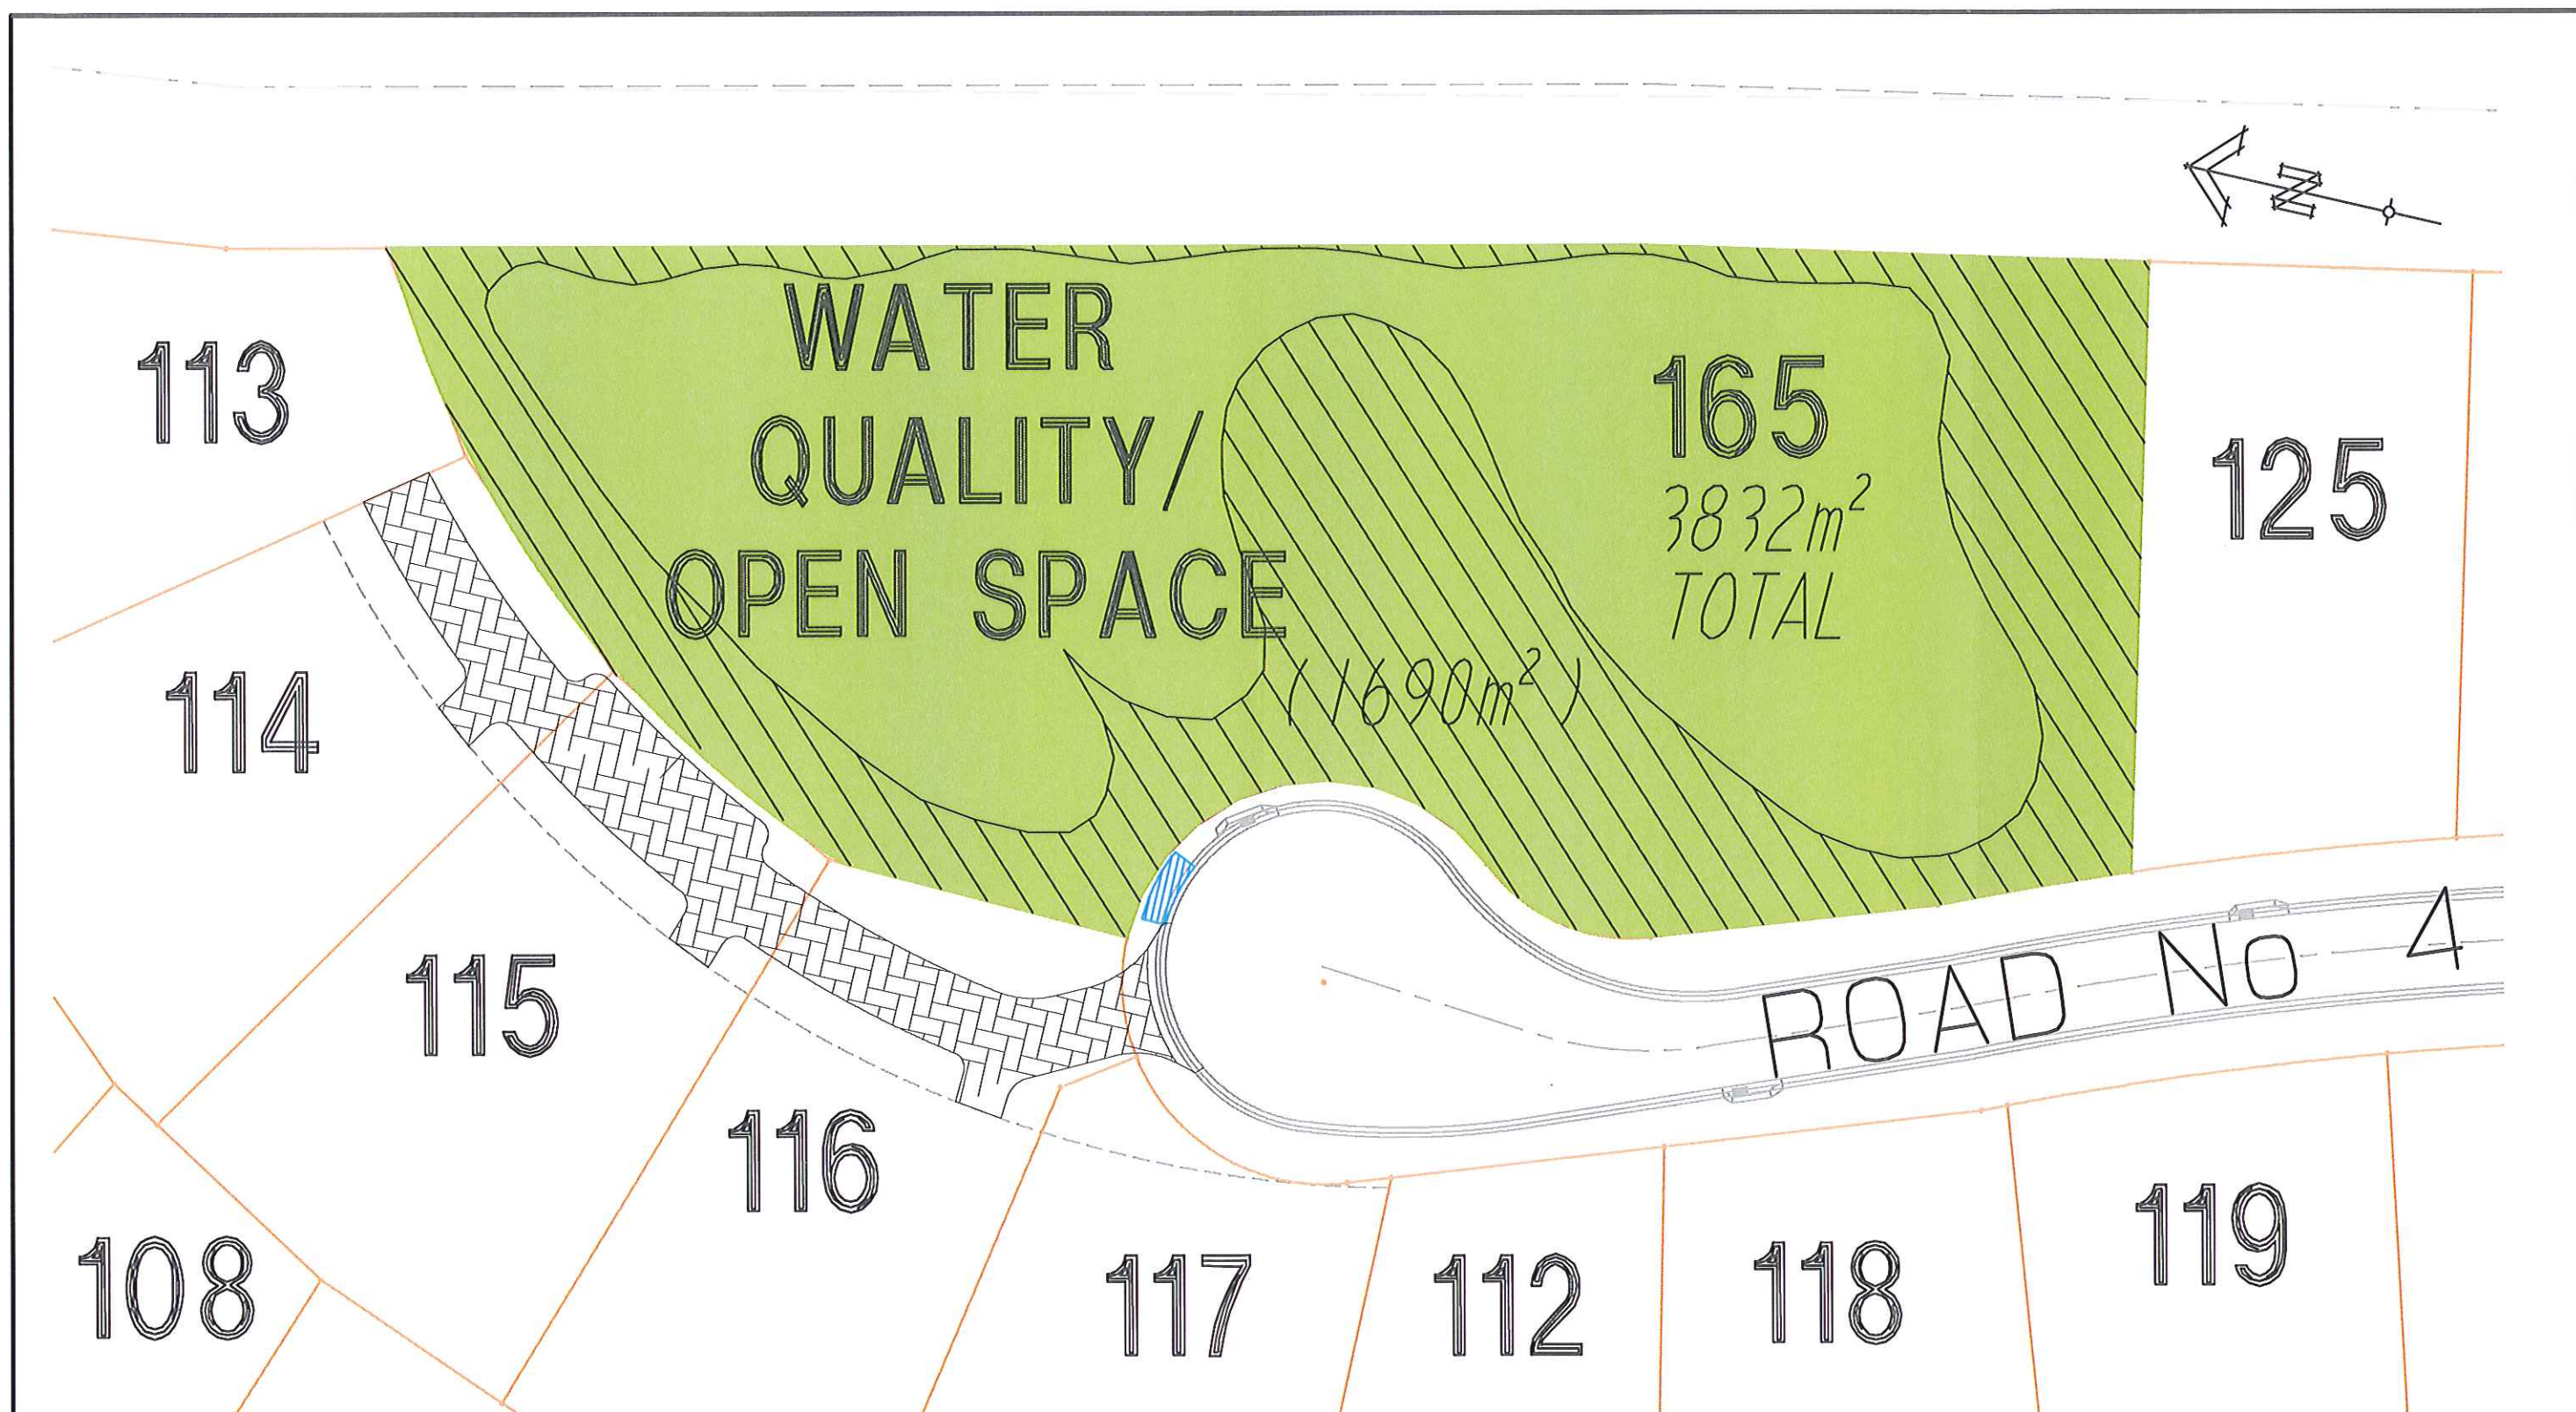 N
WATER
QUALITY/
OPEN SPACE
165
3832m²
TOTAL
(1690m²)
113
125
114
115
116
ROAD No 4
108
117
112
118
119